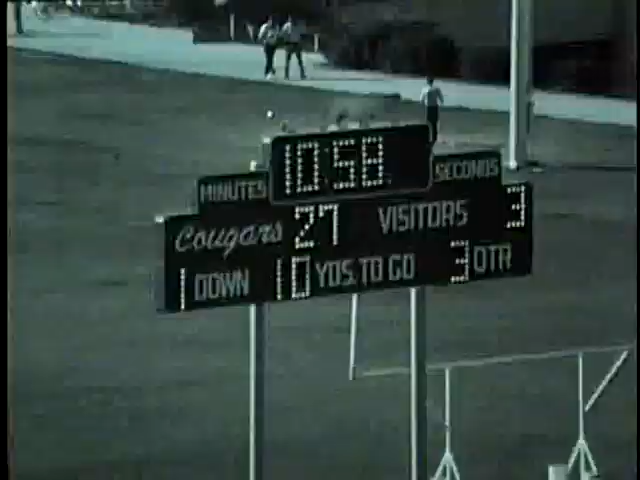 MINUTES 10:58 SECONDS
Cougars 27 VISITORS 3
1 DOWN 10 YDS. TO GO 3 QTR